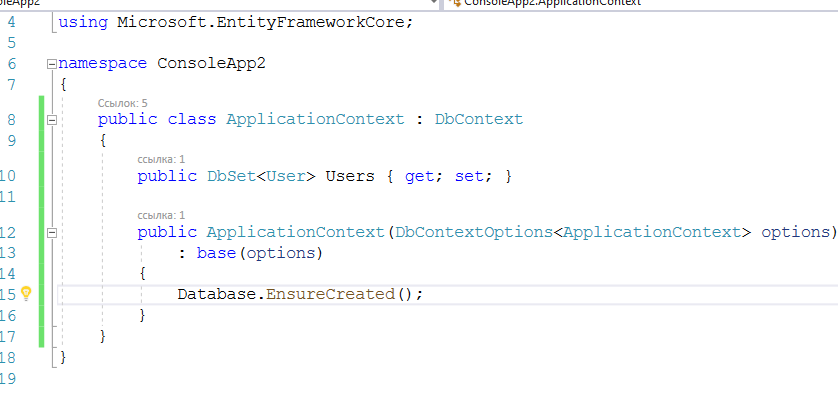 ConsoleApp2.ApplicationContext
4 using Microsoft.EntityFrameworkCore;
5
6 namespace ConsoleApp2
7 {
Ссылок: 5
8 public class ApplicationContext : DbContext
9 {
ссылка: 1
10 public DbSet<User> Users { get; set; }
11
ссылка: 1
12 public ApplicationContext(DbContextOptions<ApplicationContext> options)
13 : base(options)
14 {
15 Database.EnsureCreated();
16 }
17 }
18 }
19